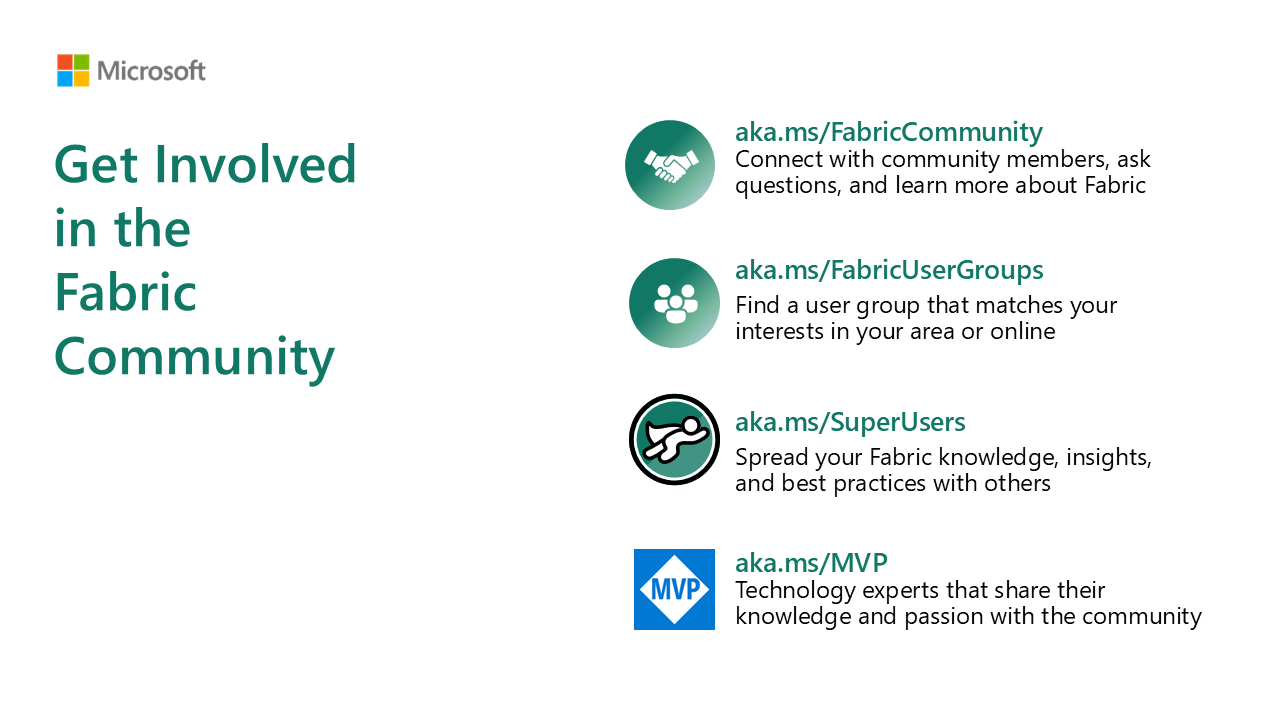 Microsoft
Get Involved
in the
Fabric
Community
aka.ms/FabricCommunity
Connect with community members, ask
questions, and learn more about Fabric
aka.ms/FabricUserGroups
Find a user group that matches your
interests in your area or online
aka.ms/SuperUsers
Spread your Fabric knowledge, insights,
and best practices with others
MVP
aka.ms/MVP
Technology experts that share their
knowledge and passion with the community